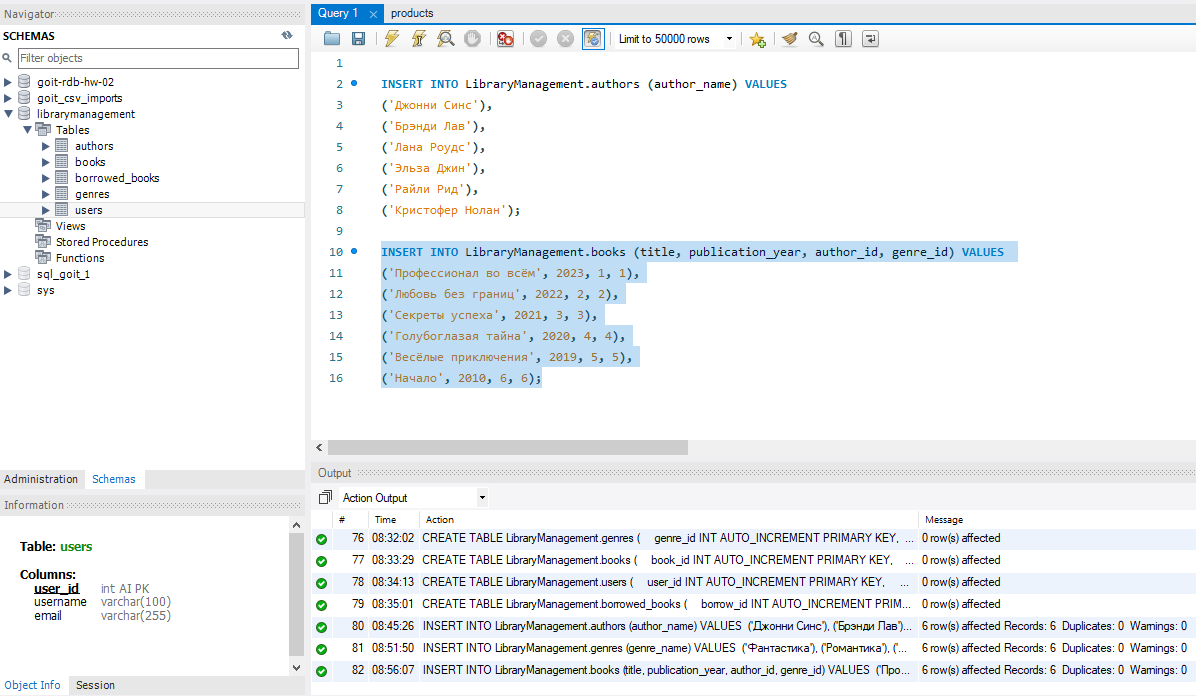 Navigator
SCHEMAS
Filter objects
goit-rdb-hw-02
goit_csv_imports
librarymanagement
Tables
authors
books
borrowed_books
genres
users
Views
Stored Procedures
Functions
sql_goit_1
sys
Administration Schemas
Information
Table: users
Columns:
user_id int AI PK
username varchar(100)
email varchar(255)
Object Info Session
Query 1 products
Limit to 50000 rows
1
2 INSERT INTO LibraryManagement.authors (author_name) VALUES
3 ('Джонни Синс'),
4 ('Брэнди Лав'),
5 ('Лана Роудс'),
6 ('Эльза Джин'),
7 ('Райли Рид'),
8 ('Кристофер Нолан');
9
10 INSERT INTO LibraryManagement.books (title, publication_year, author_id, genre_id) VALUES
11 ('Профессионал во всём', 2023, 1, 1),
12 ('Любовь без границ', 2022, 2, 2),
13 ('Секреты успеха', 2021, 3, 3),
14 ('Голубоглазая тайна', 2020, 4, 4),
15 ('Весёлые приключения', 2019, 5, 5),
16 ('Начало', 2010, 6, 6);
Output
Action Output
# Time Action Message
76 08:32:02 CREATE TABLE LibraryManagement.genres ( genre_id INT AUTO_INCREMENT PRIMARY KEY, ... 0 row(s) affected
77 08:33:29 CREATE TABLE LibraryManagement.books ( book_id INT AUTO_INCREMENT PRIMARY KEY, ... 0 row(s) affected
78 08:34:13 CREATE TABLE LibraryManagement.users ( user_id INT AUTO_INCREMENT PRIMARY KEY, ... 0 row(s) affected
79 08:35:01 CREATE TABLE LibraryManagement.borrowed_books ( borrow_id INT AUTO_INCREMENT PRIM... 0 row(s) affected
80 08:45:26 INSERT INTO LibraryManagement.authors (author_name) VALUES ('Джонни Синс'), ('Брэнди Лав')... 6 row(s) affected Records: 6 Duplicates: 0 Warnings: 0
81 08:51:50 INSERT INTO LibraryManagement.genres (genre_name) VALUES ('Фантастика'), ('Романтика'), ('... 6 row(s) affected Records: 6 Duplicates: 0 Warnings: 0
82 08:56:07 INSERT INTO LibraryManagement.books (title, publication_year, author_id, genre_id) VALUES ('Про... 6 row(s) affected Records: 6 Duplicates: 0 Warnings: 0